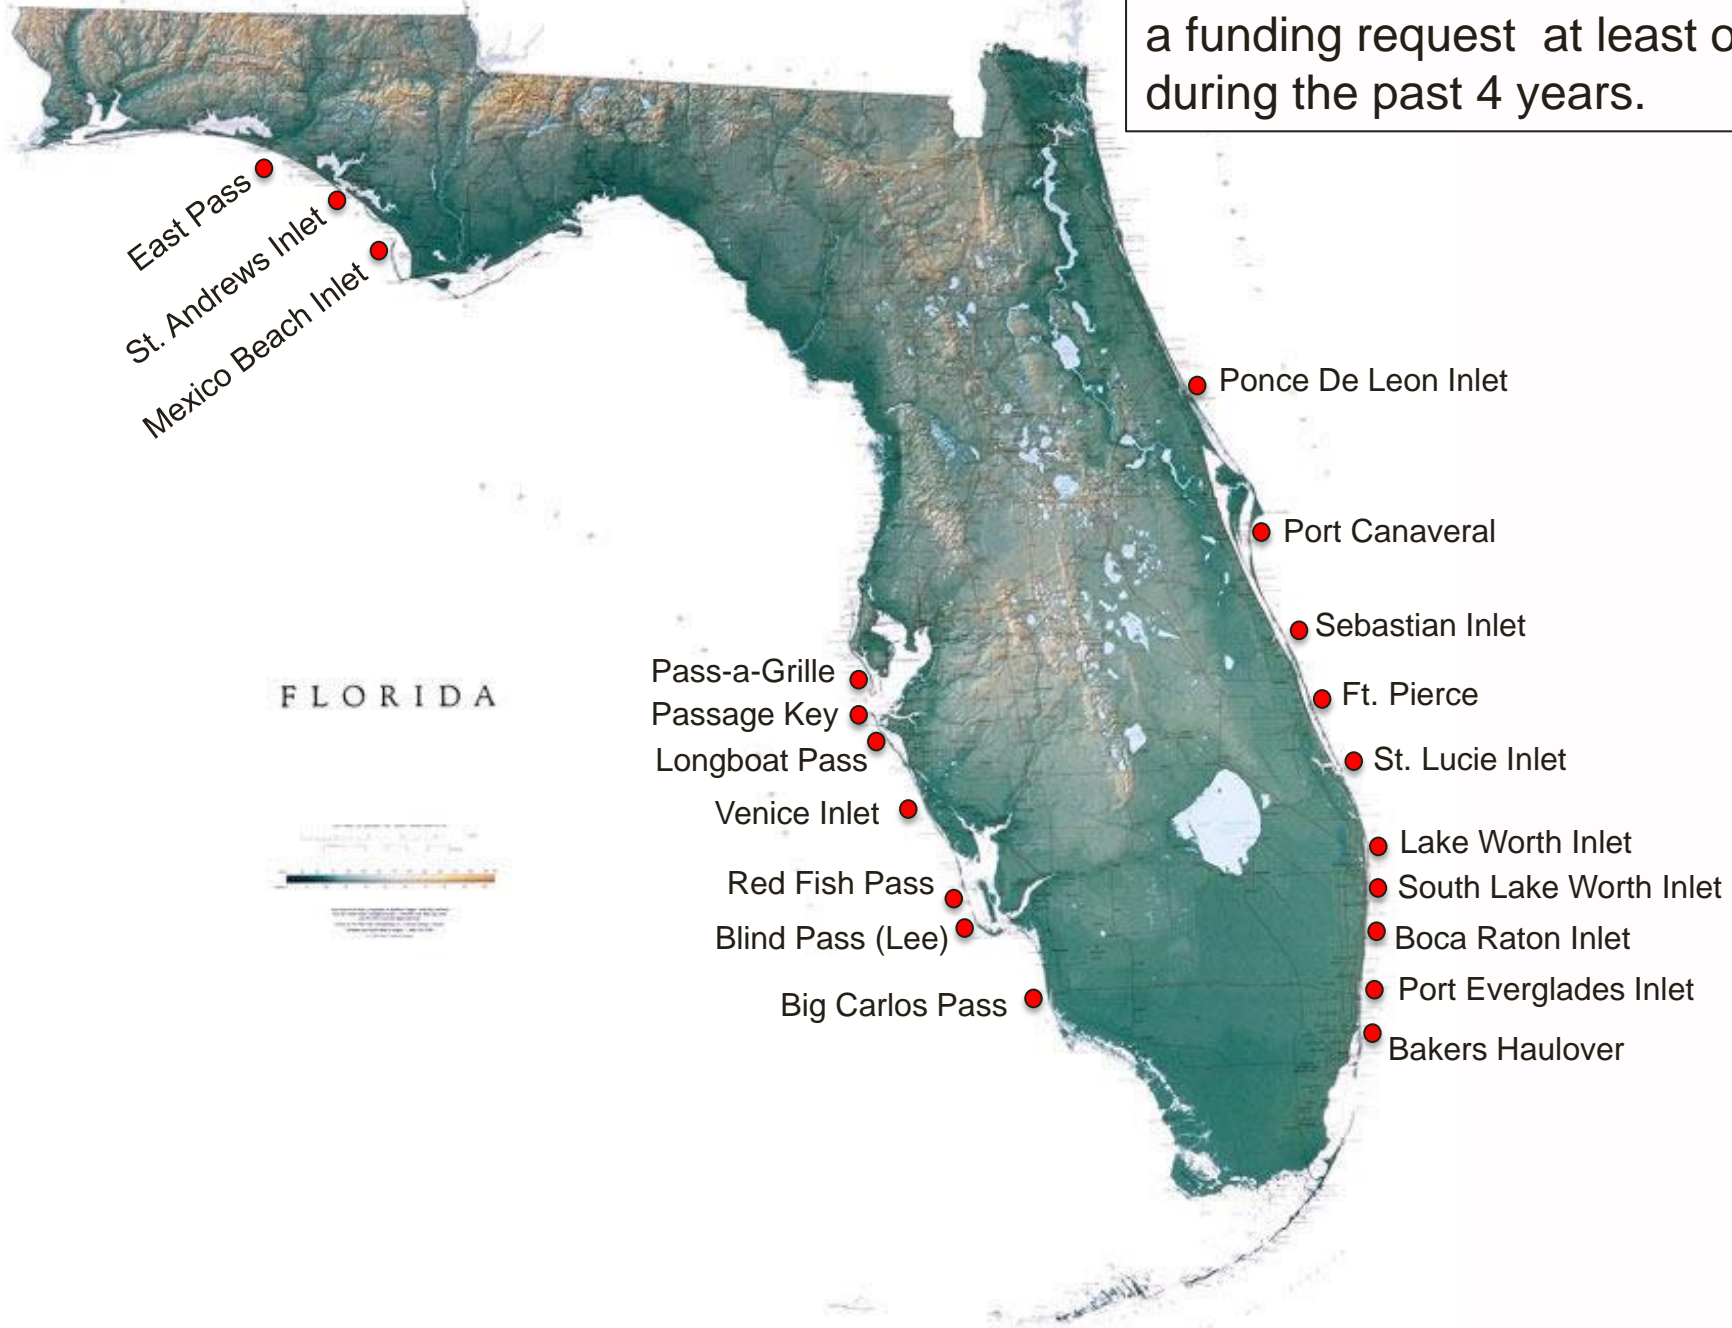 a funding request at least
during the past 4 years.
East Pass
St. Andrews Inlet
Mexico Beach Inlet
Ponce De Leon Inlet
Port Canaveral
Sebastian Inlet
Pass-a-Grille
Ft. Pierce
FLORIDA
Passage Key
Longboat Pass
St. Lucie Inlet
Venice Inlet
Lake Worth Inlet
Red Fish Pass
South Lake Worth Inlet
Blind Pass (Lee)
Boca Raton Inlet
Big Carlos Pass
Port Everglades Inlet
Bakers Haulover